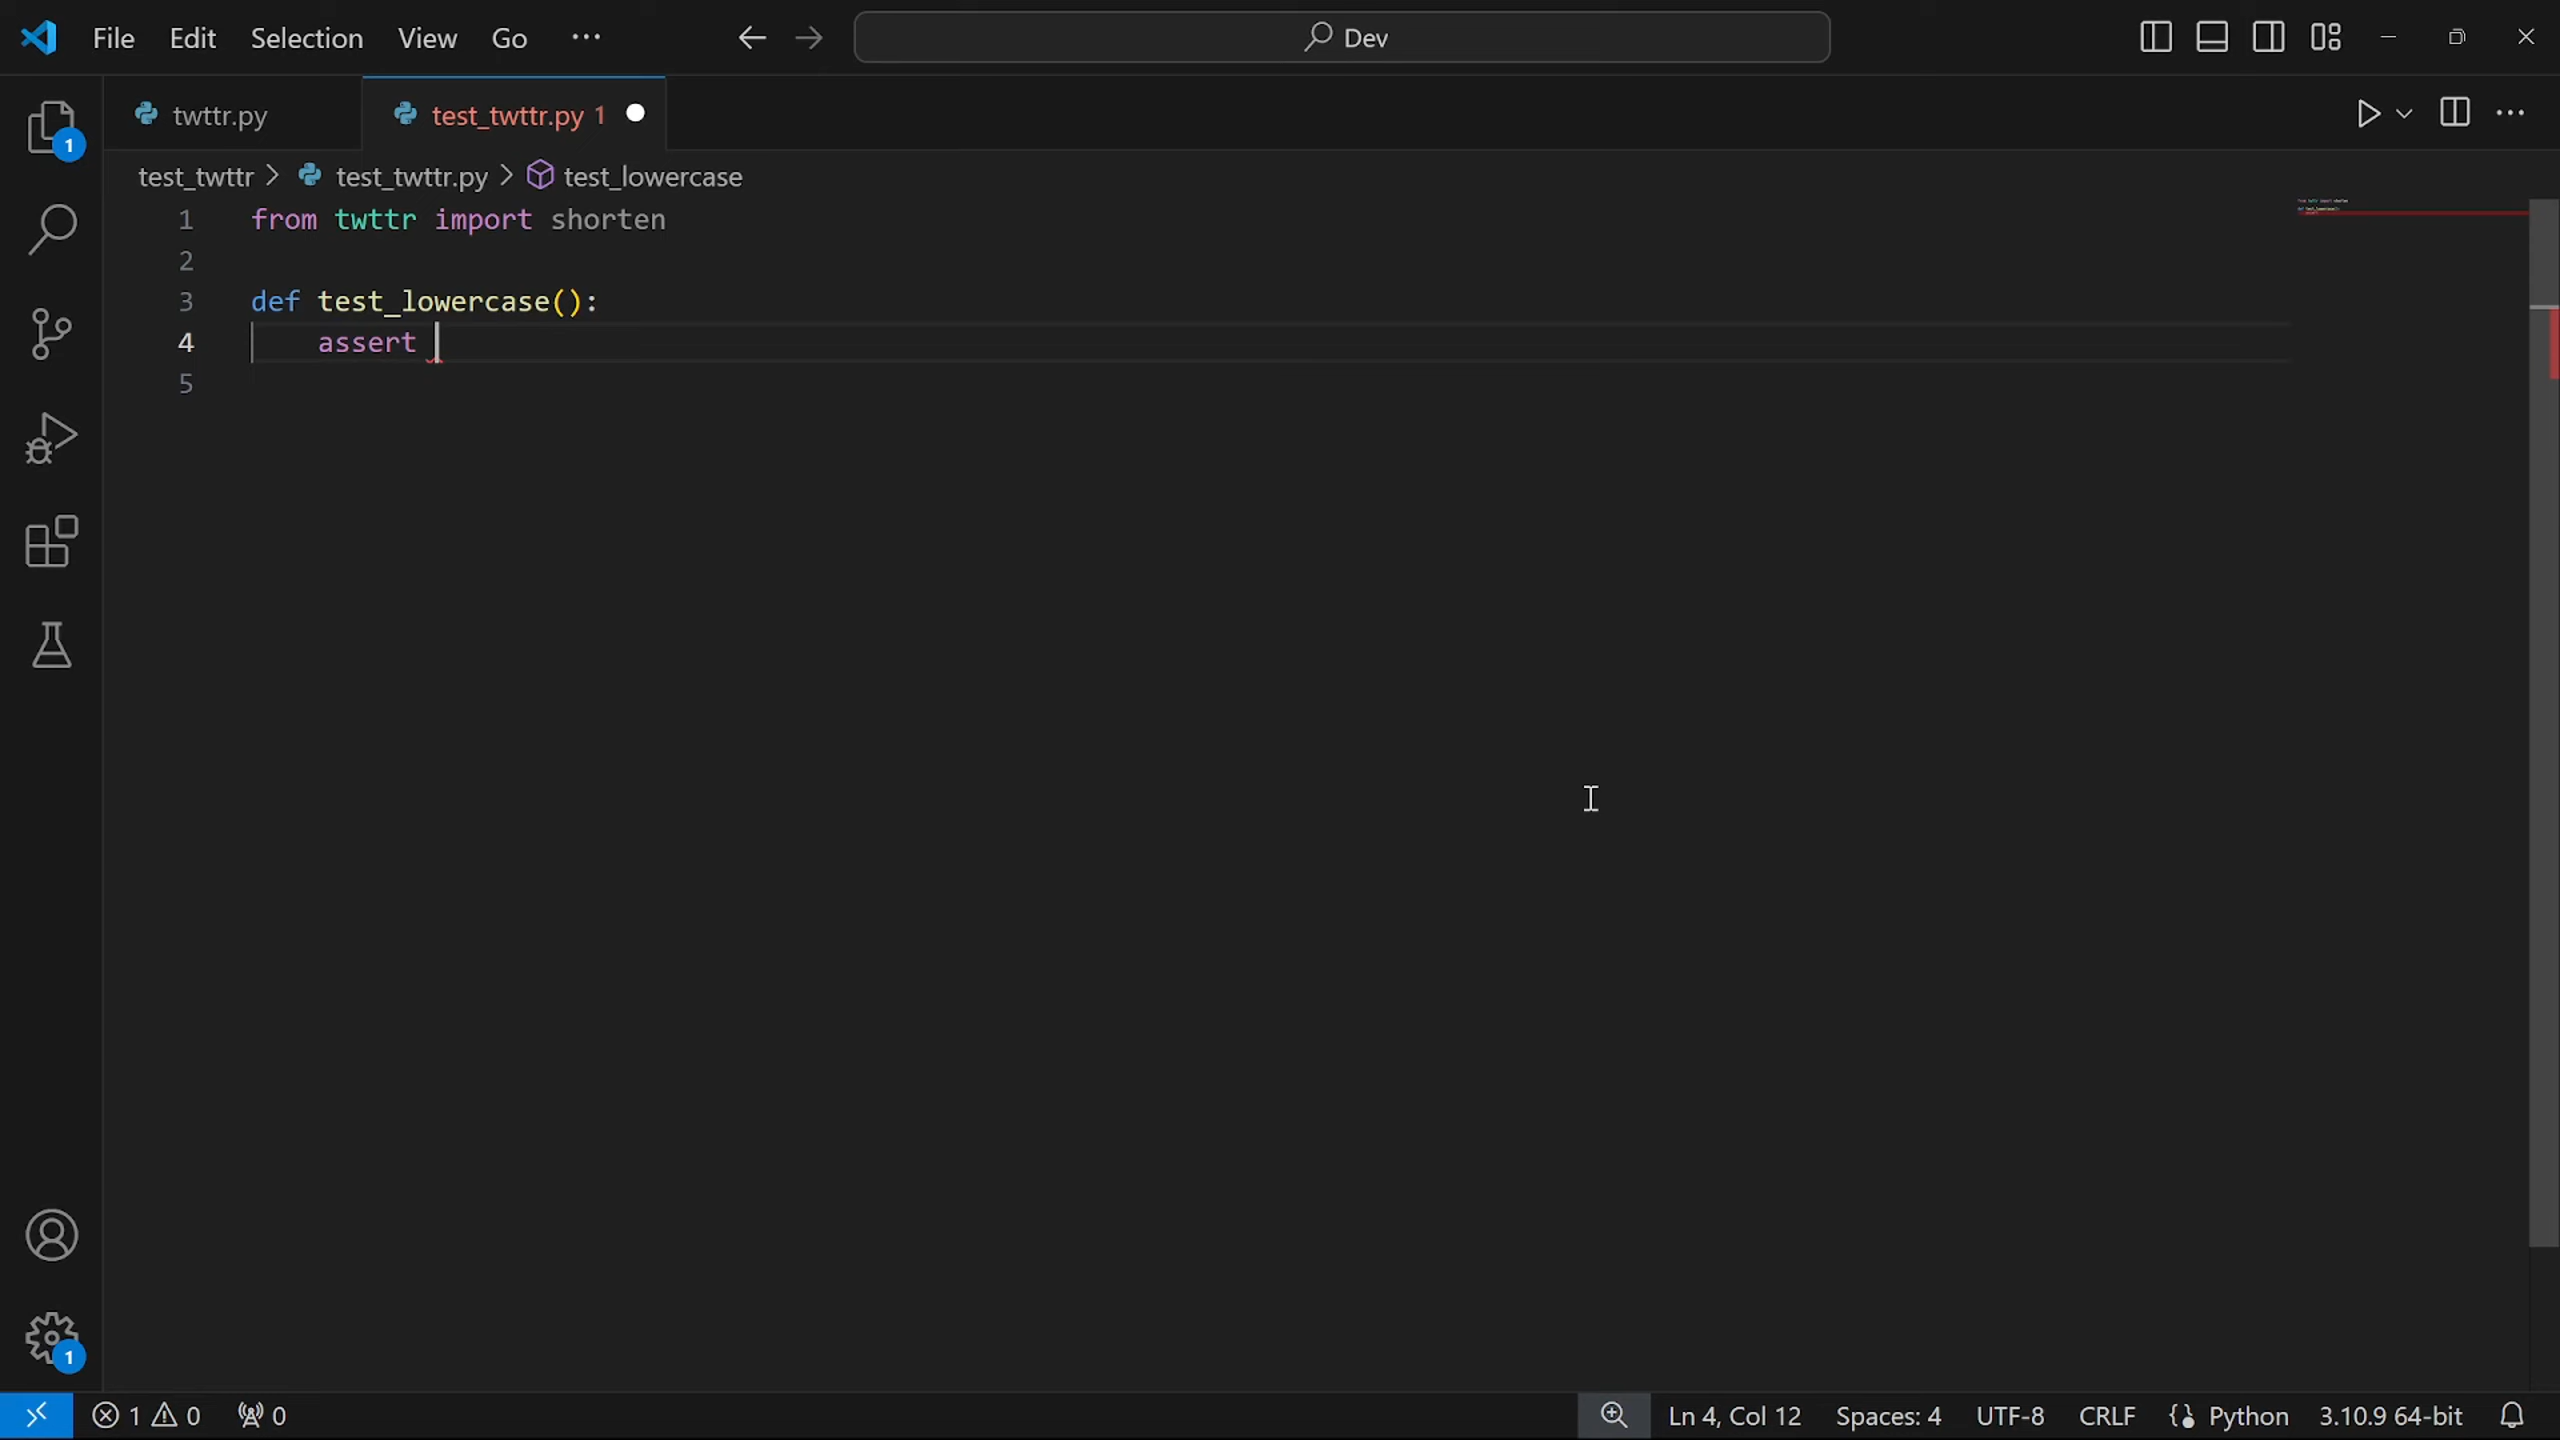 File Edit Selection View Go ··· Dev
twttr.py test_twttr.py 1
test_twttr > test_twttr.py > test_lowercase
1 from twttr import shorten
2
3 def test_lowercase():
4 assert
5
1
1
1 0 0 Ln 4, Col 12 Spaces: 4 UTF-8 CRLF {} Python 3.10.9 64-bit